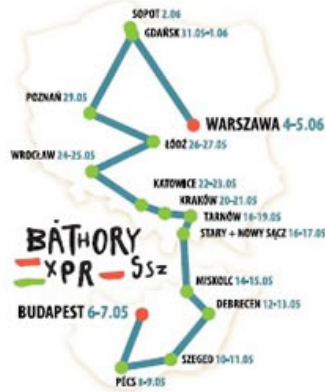 SOPOT 2.06
GDAŃSK 31.05-1.06
POZNAŃ 29.05
WARSZAWA 4-5.06
ŁÓDŹ 26-27.05
WROCŁAW 24-25.05
KATOWICE 22-23.05
KRAKÓW 20-21.05
TARNÓW 18-19.05
STARY + NOWY SĄCZ 16-17.05
BÁTHORY
XPR SSZ
MISKOLC 14-15.05
DEBRECEN 12-13.05
BUDAPEST 6-7.05
SZEGED 10-11.05
PÉCS 8-9.05